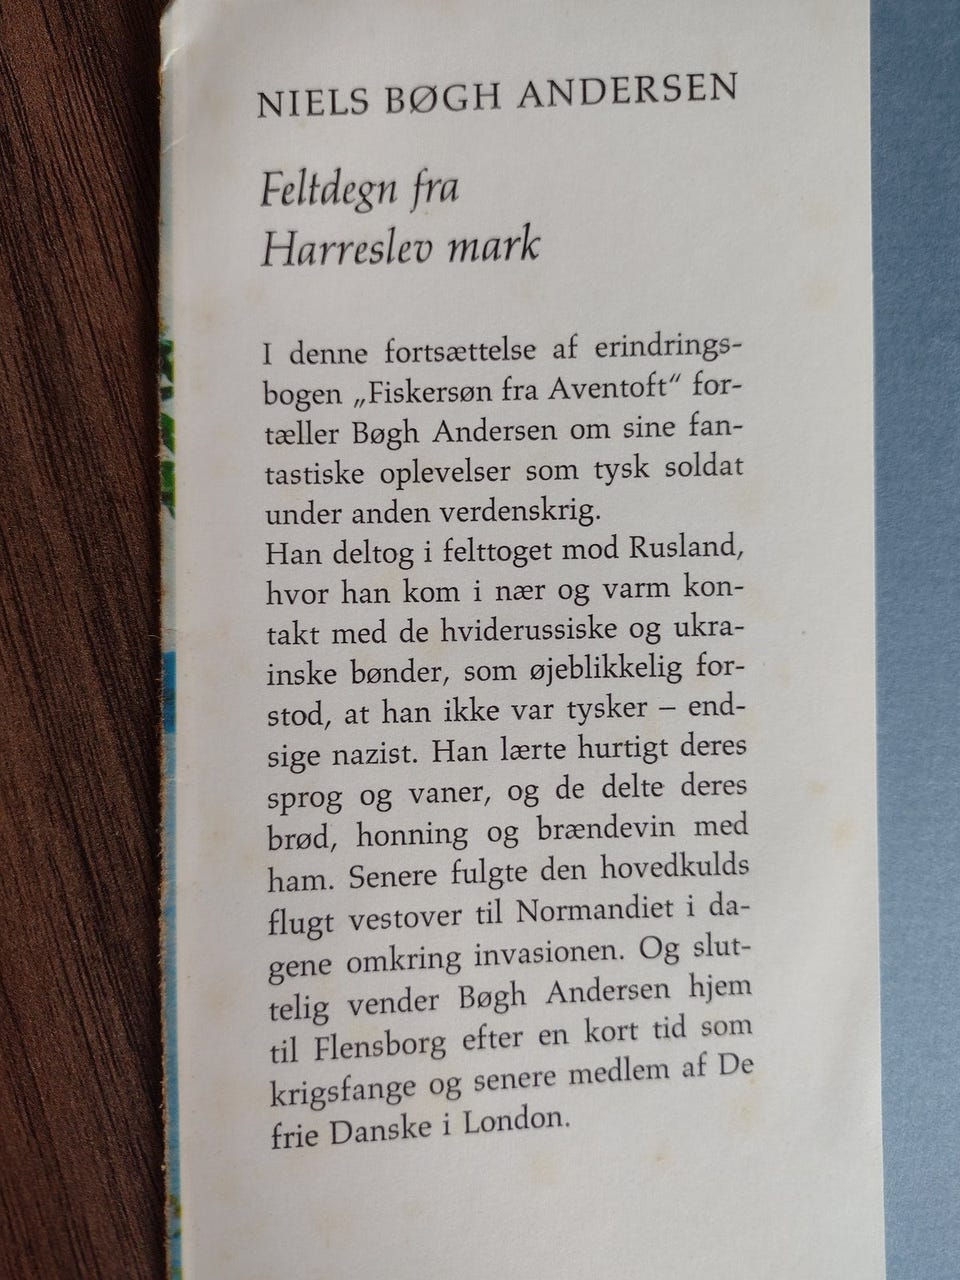 NIELS BØGH ANDERSEN
Feltdegn fra
Harreslev mark
I denne fortsættelse af erindrings-
bogen „Fiskersøn fra Aventoft“ for-
tæller Bøgh Andersen om sine fan-
tastiske oplevelser som tysk soldat
under anden verdenskrig.
Han deltog i felttoget mod Rusland,
hvor han kom i nær og varm kon-
takt med de hviderussiske og ukra-
inske bønder, som øjeblikkelig for-
stod, at han ikke var tysker – end-
sige nazist. Han lærte hurtigt deres
sprog og vaner, og de delte deres
brød, honning og brændevin med
ham. Senere fulgte den hovedkulds
flugt vestover til Normandiet i da-
gene omkring invasionen. Og slut-
telig vender Bøgh Andersen hjem
til Flensborg efter en kort tid som
krigsfange og senere medlem af De
frie Danske i London.